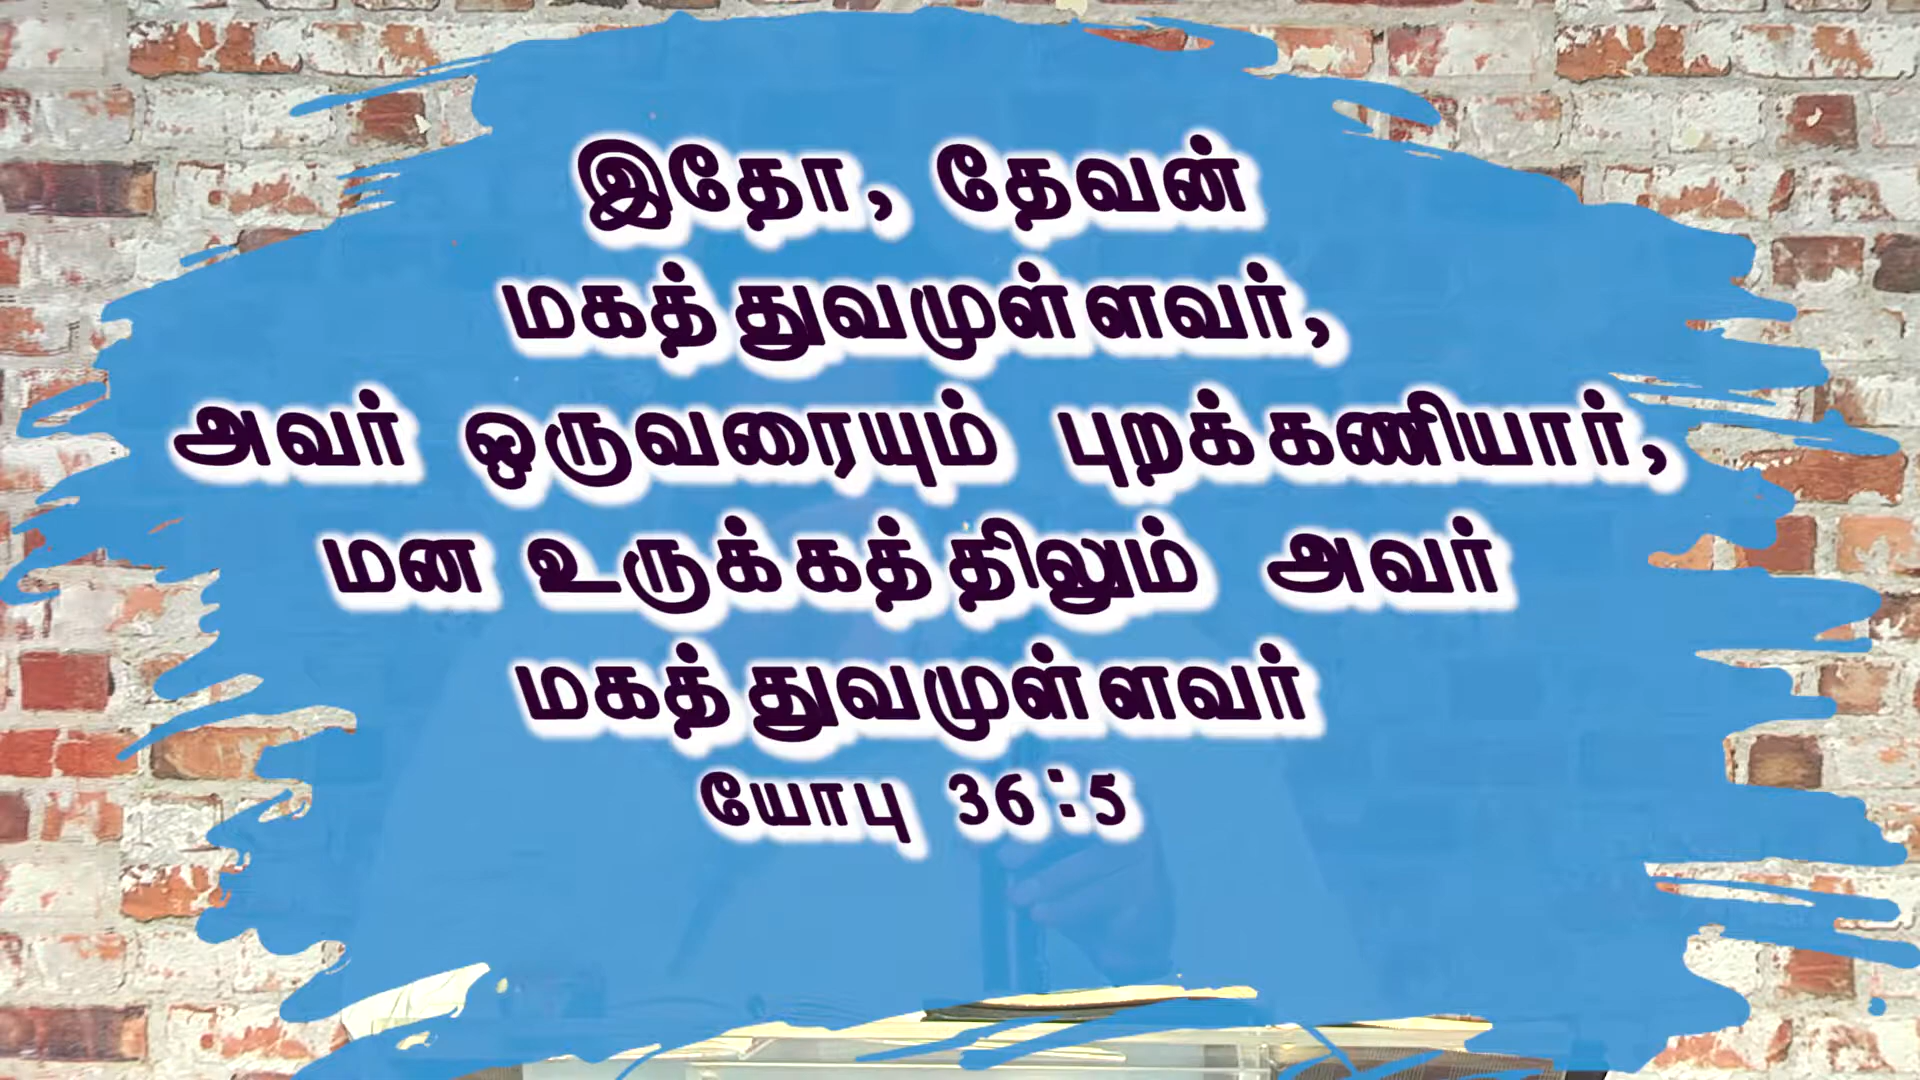 இதோ, தேவன்
மகத்துவமுள்ளவர்,
அவர் ஒருவரையும் புறக்கணியார்,
மன உருக்கத்திலும் அவர்
மகத்துவமுள்ளவர்
யோபு 36:5